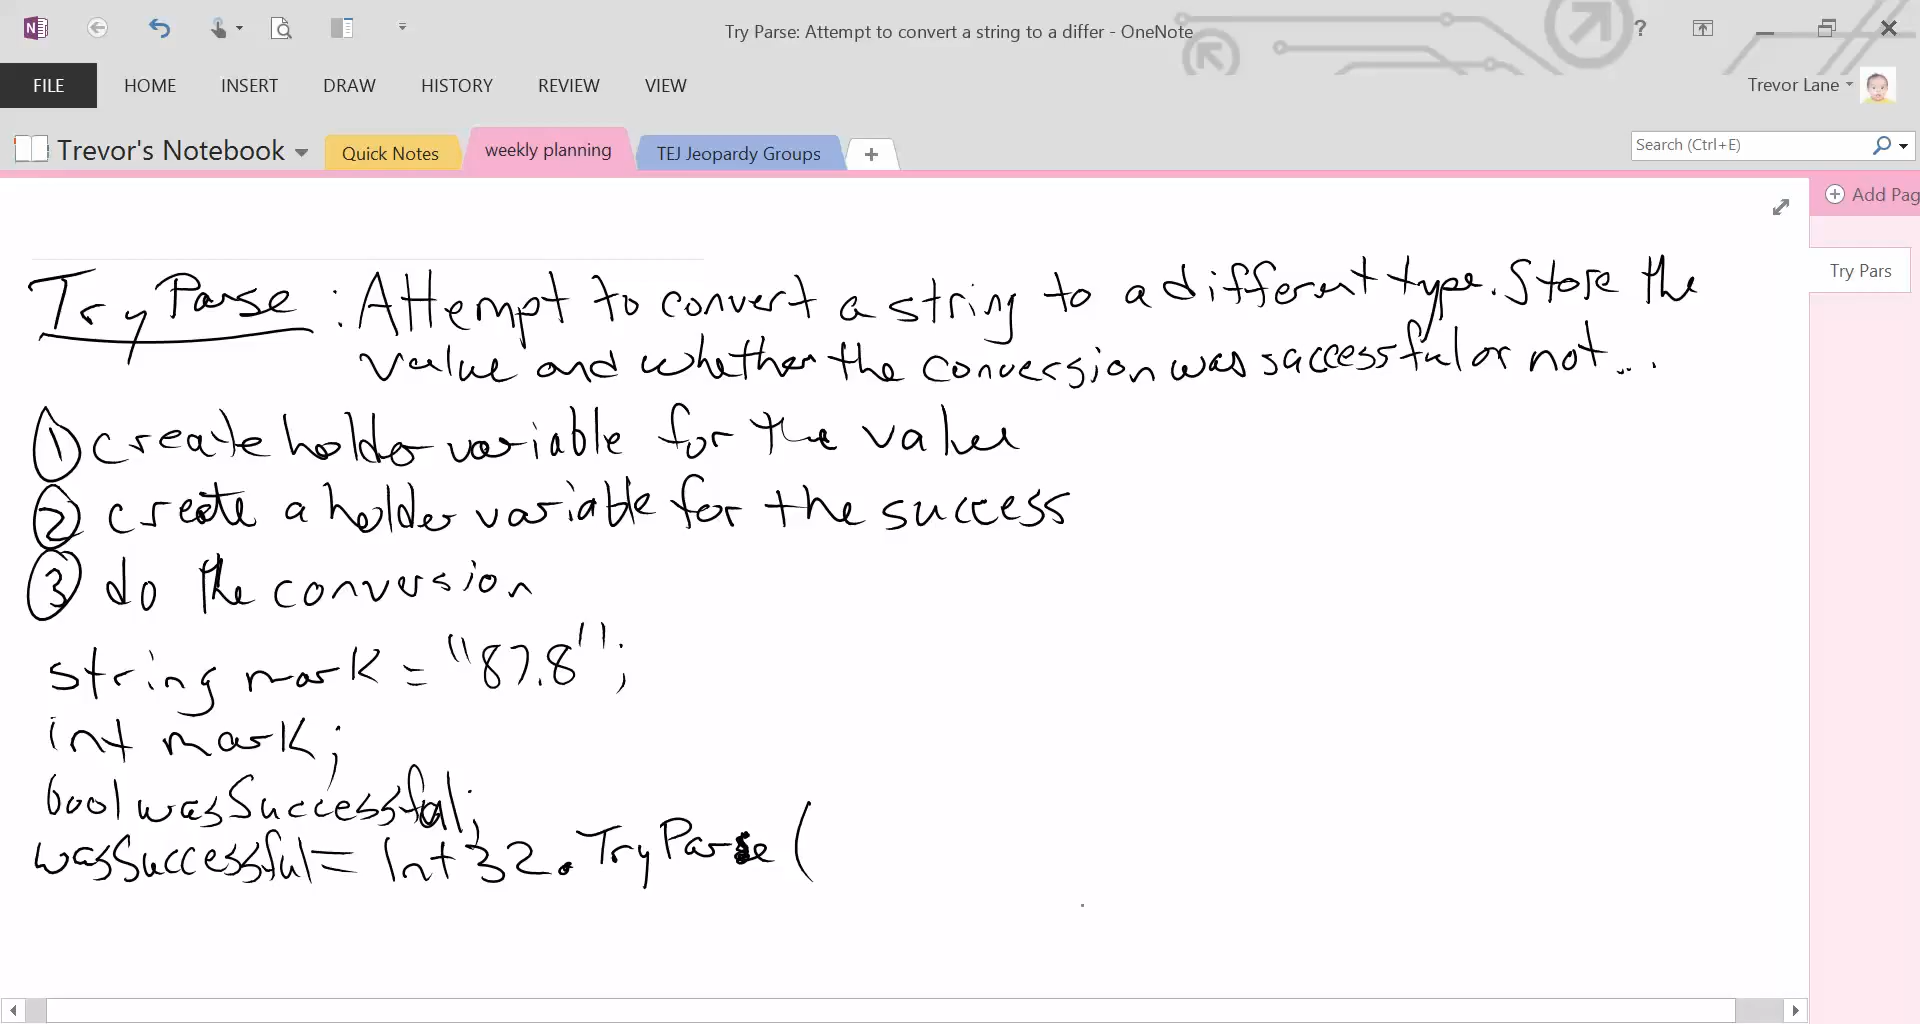 Try Parse: Attempt to convert a string to a differ - OneNote
?
FILE HOME INSERT DRAW HISTORY REVIEW VIEW
Trevor Lane
Trevor's Notebook
Quick Notes
weekly planning
TEJ Jeopardy Groups
+
Search (Ctrl+E)
Add Pag
Try Pars
Try Parse : Attempt to convert a string to a different type. Store the
value and whether the conversion was successful or not...
① create holder variable for the value
② create a holder variable for the success
③ do the conversion
string mark = "87.8";
int mark;
bool wasSuccessful;
wasSuccessful = Int32.TryParse(